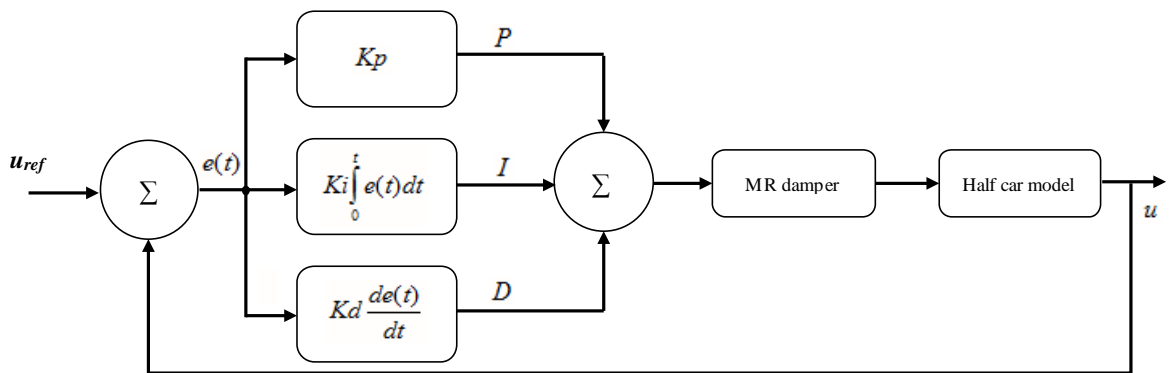 P
Kp
u_ref
e(t)
Σ
Ki∫₀ᵗ e(t)dt
I
Σ
MR damper
Half car model
u
Kd de(t)/dt
D